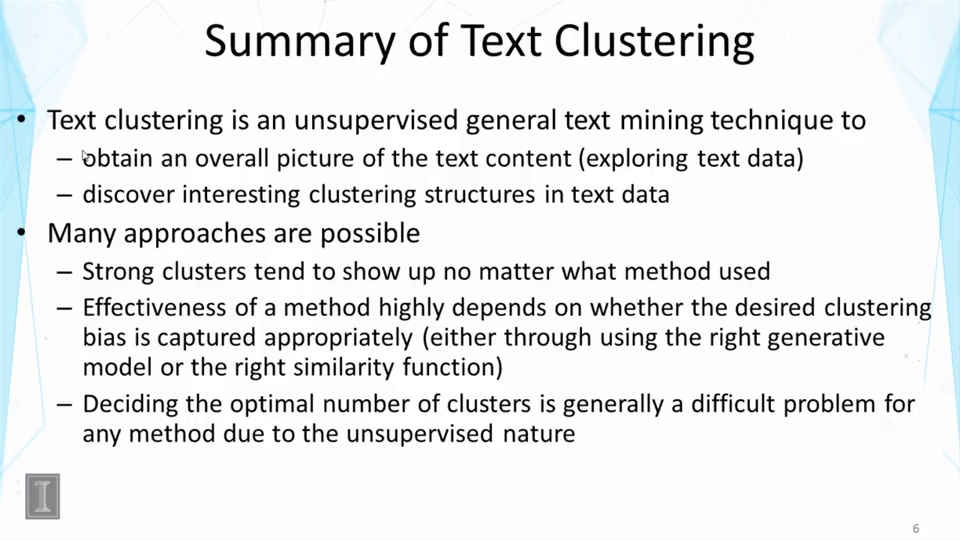 Summary of Text Clustering
• Text clustering is an unsupervised general text mining technique to
– obtain an overall picture of the text content (exploring text data)
– discover interesting clustering structures in text data
• Many approaches are possible
– Strong clusters tend to show up no matter what method used
– Effectiveness of a method highly depends on whether the desired clustering
bias is captured appropriately (either through using the right generative
model or the right similarity function)
– Deciding the optimal number of clusters is generally a difficult problem for
any method due to the unsupervised nature
I
6